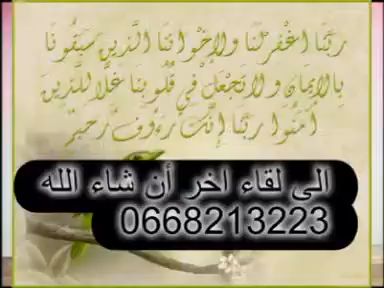 ربنا اغفر لنا ولإخواننا الذين سبقونا
بالإيمان ولا تجعل في قلوبنا غلا للذين
آمنوا ربنا إنك رءوف رحيم
الى لقاء اخر أن شاء الله
0668213223